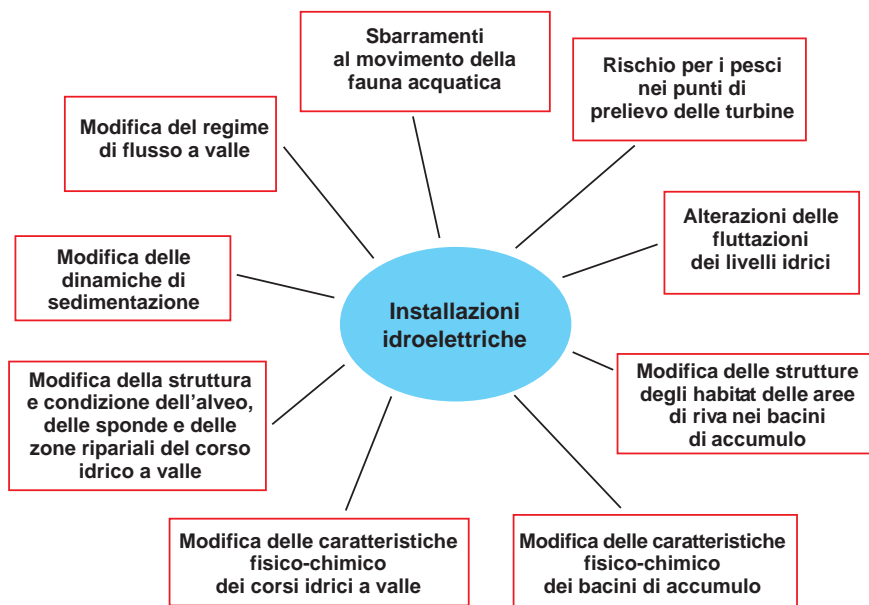 Sbarramenti
al movimento della
fauna acquatica
Rischio per i pesci
nei punti di
prelievo delle turbine
Modifica del regime
di flusso a valle
Alterazioni delle
fluttazioni
dei livelli idrici
Modifica delle
dinamiche di
sedimentazione
Installazioni
idroelettriche
Modifica delle strutture
degli habitat delle aree
di riva nei bacini
di accumulo
Modifica della struttura
e condizione dell'alveo,
delle sponde e delle
zone ripariali del corso
idrico a valle
Modifica delle caratteristiche
fisico-chimico
dei corsi idrici a valle
Modifica delle caratteristiche
fisico-chimico
dei bacini di accumulo